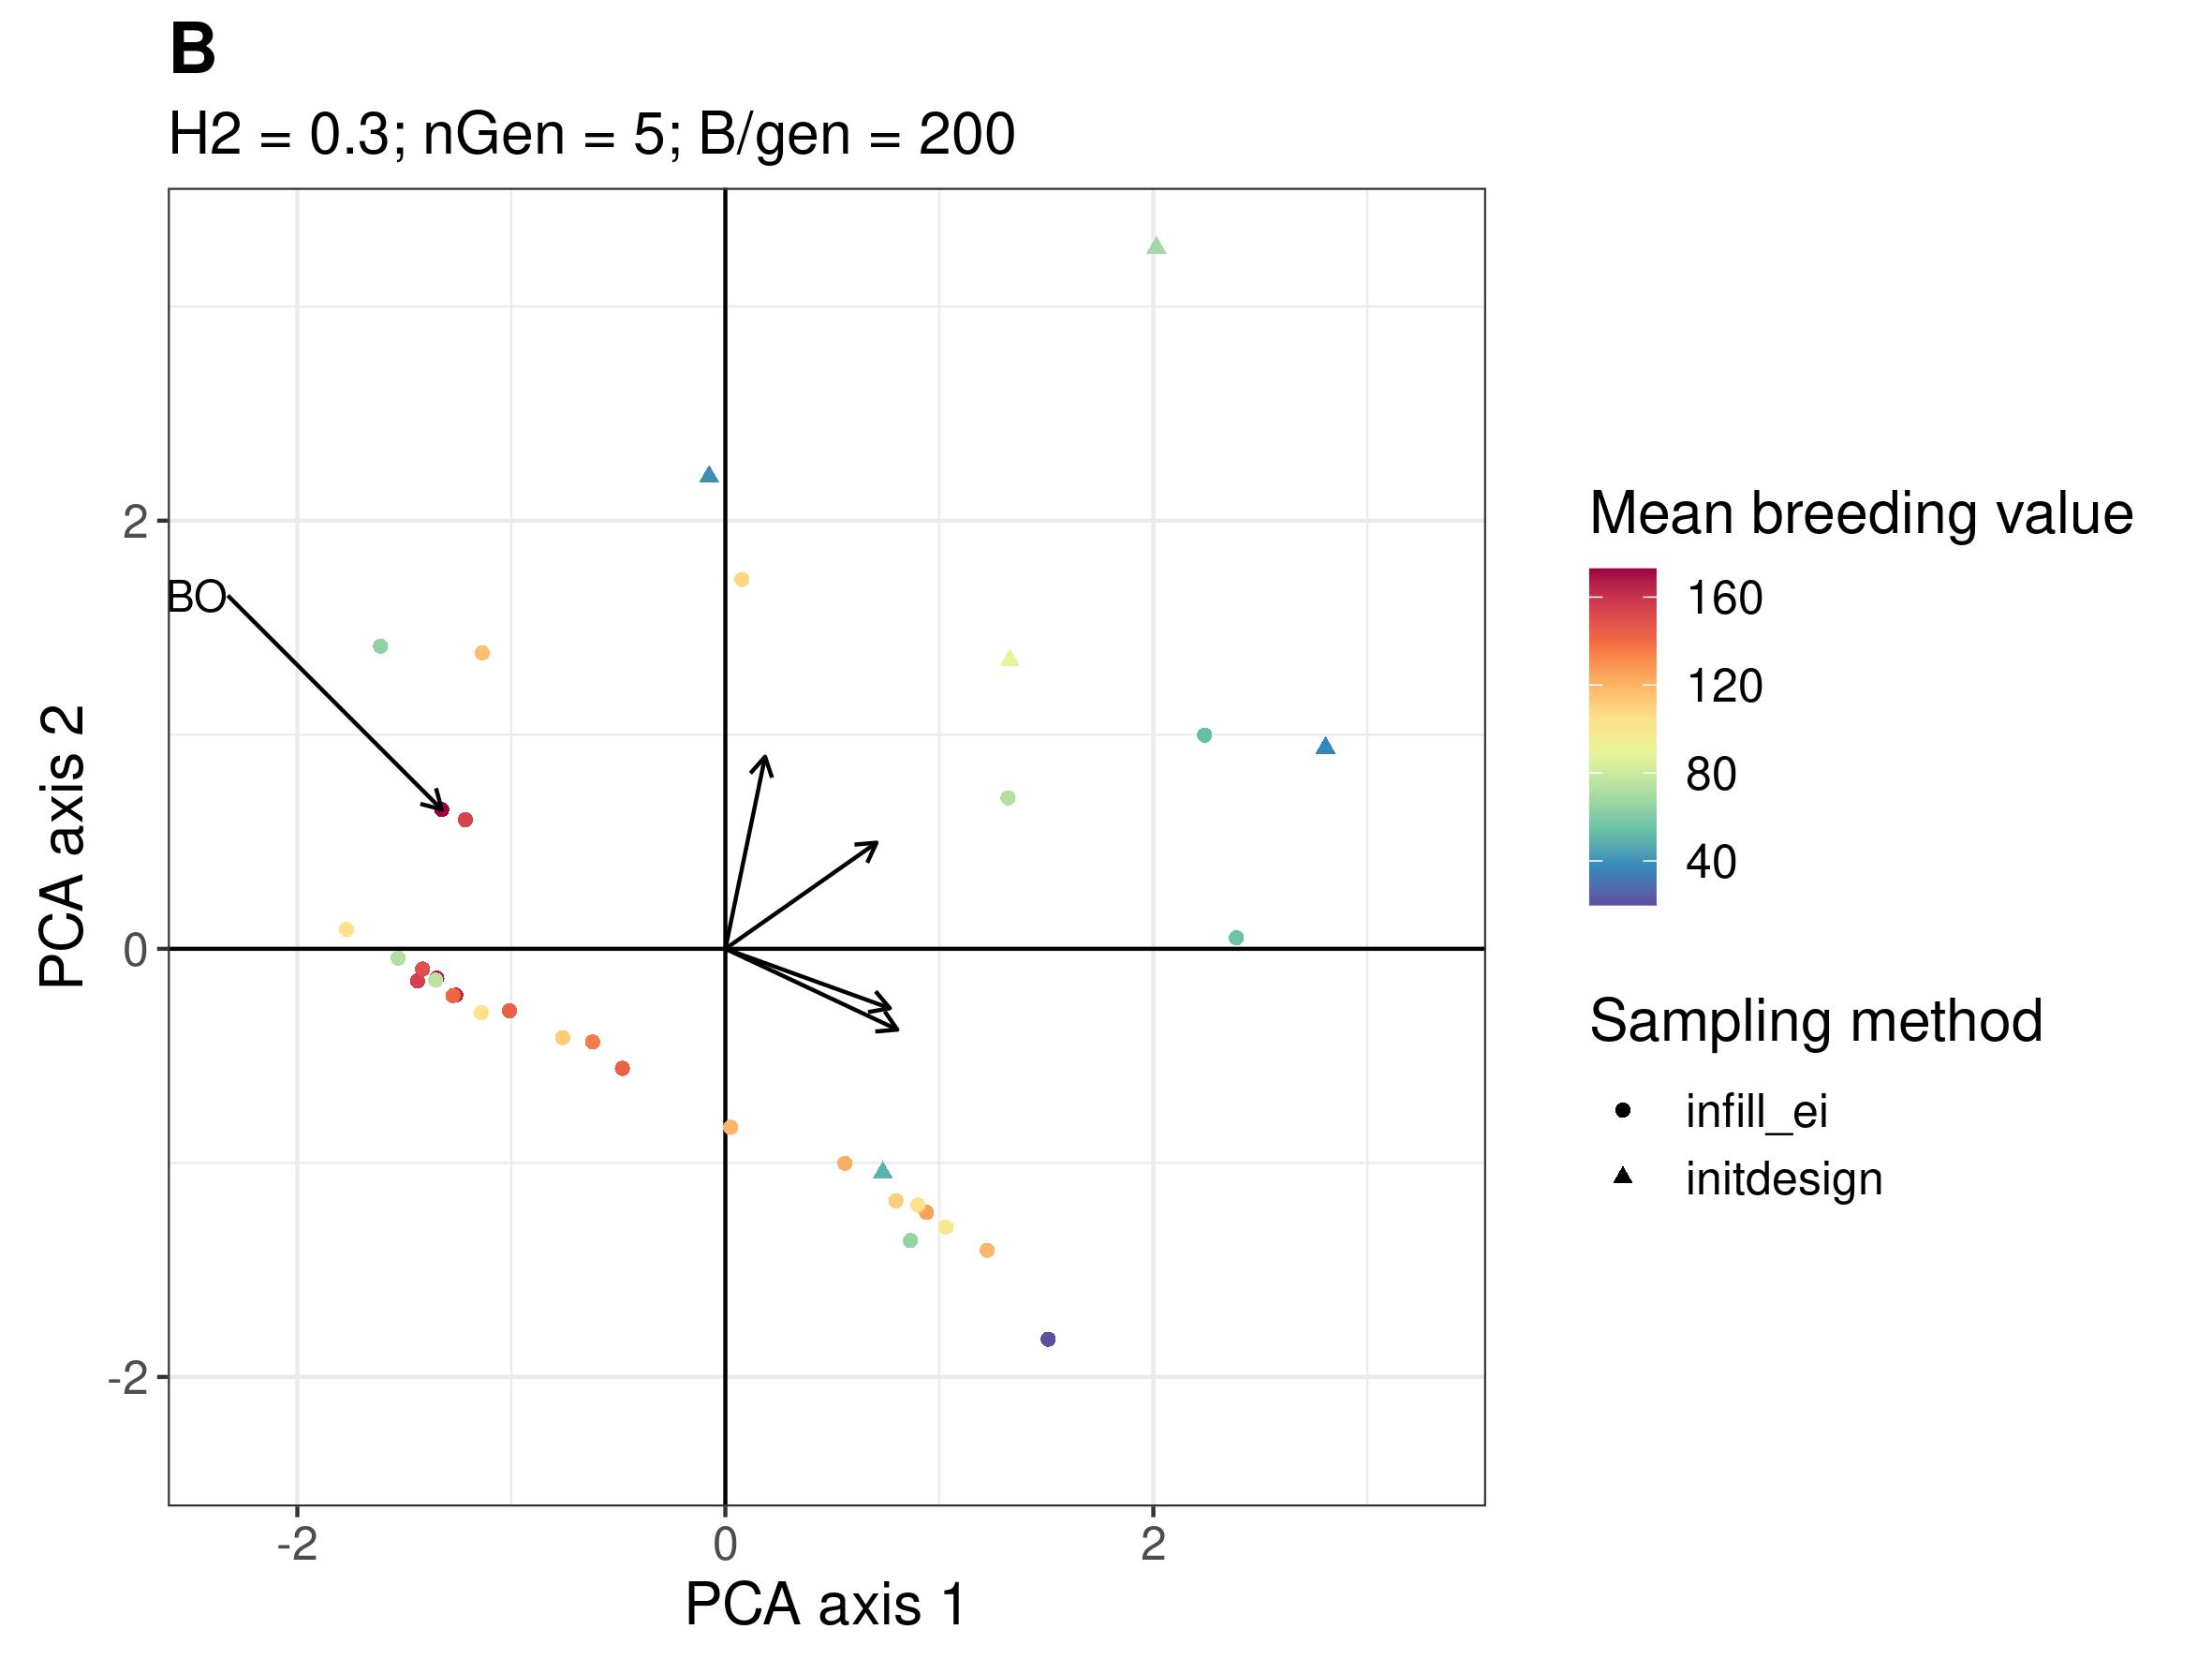 B
H2 = 0.3; nGen = 5; B/gen = 200
BO
PCA axis 2
2
0
-2
-2
0
2
PCA axis 1
Mean breeding value
160
120
80
40
Sampling method
infill_ei
initdesign